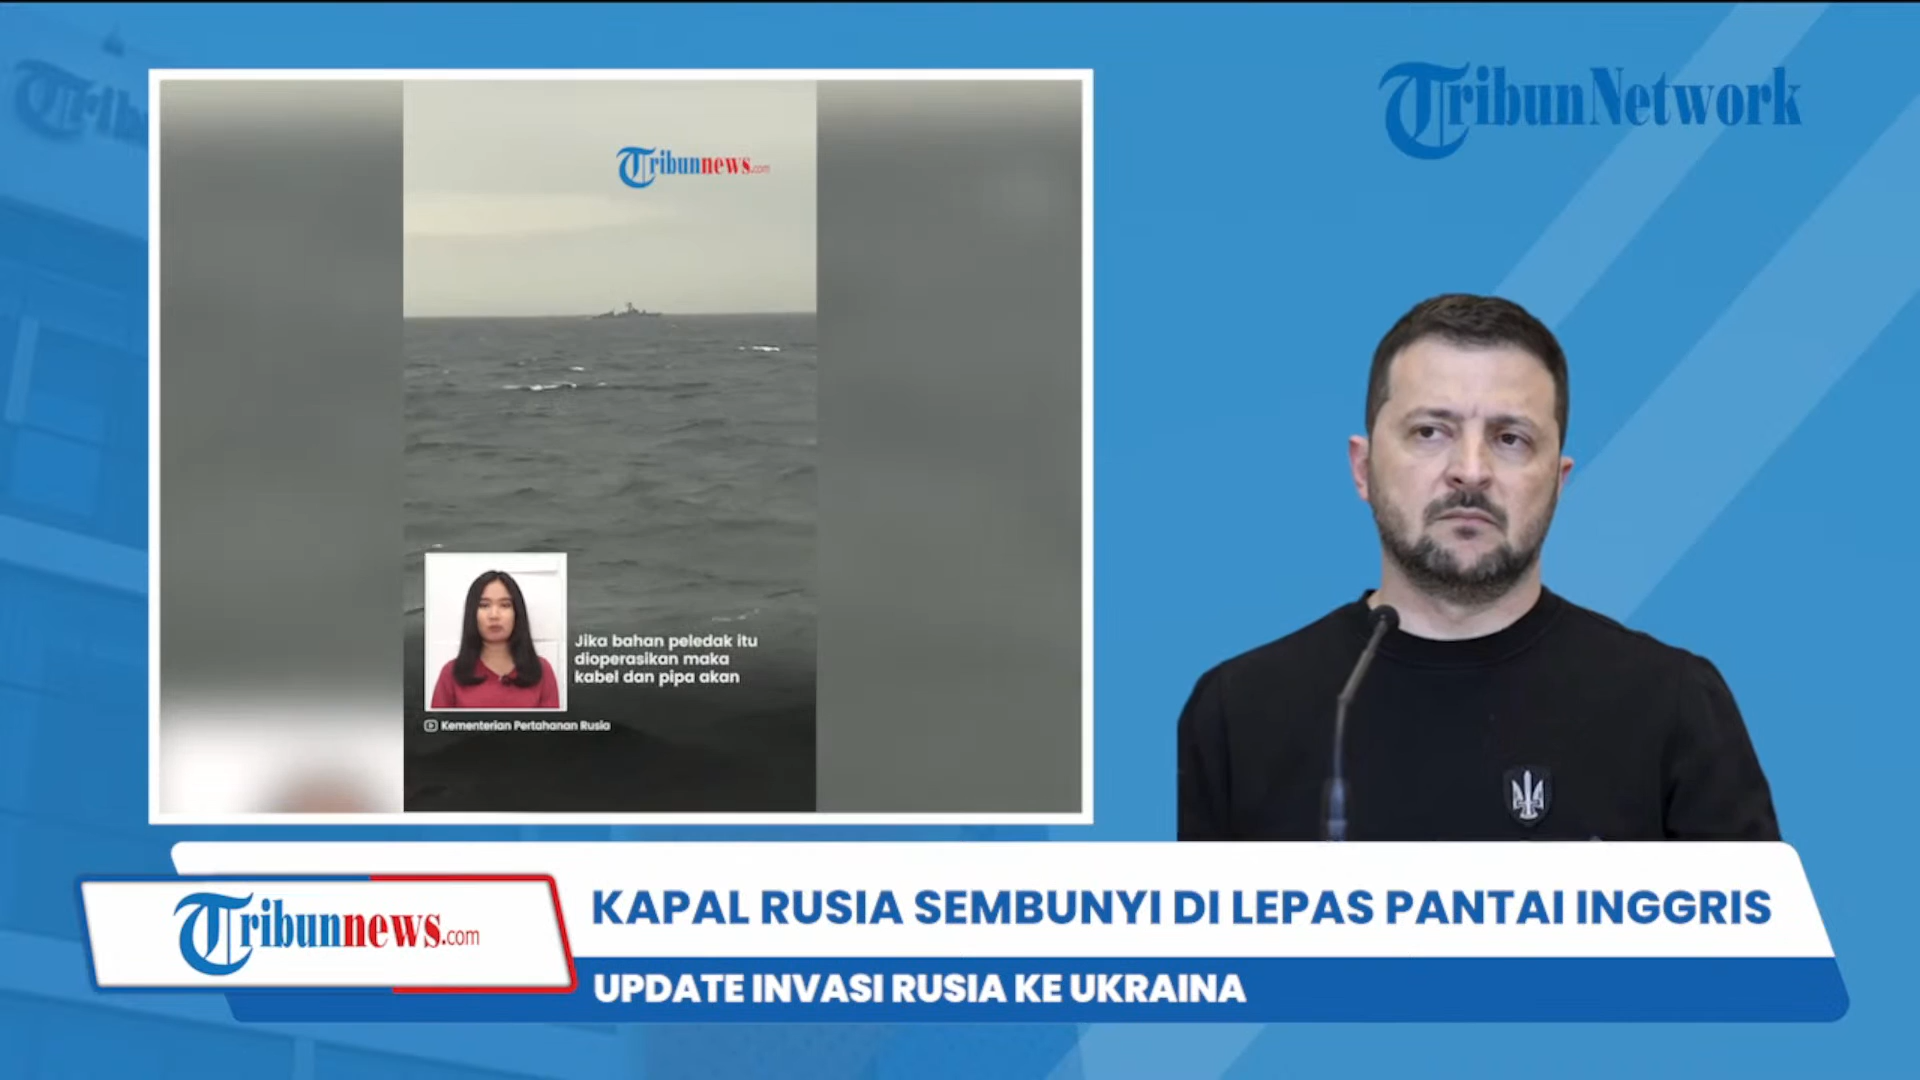 TribunNetwork
Tribunnews.com
Jika bahan peledak itu
dioperasikan maka
kabel dan pipa akan
Kementerian Pertahanan Rusia
Tribunnews.com
KAPAL RUSIA SEMBUNYI DI LEPAS PANTAI INGGRIS
UPDATE INVASI RUSIA KE UKRAINA